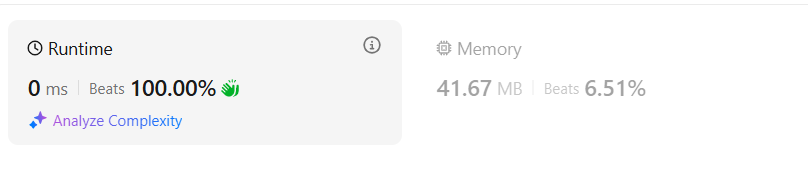 Runtime
0 ms Beats 100.00%
Analyze Complexity
Memory
41.67 MB Beats 6.51%